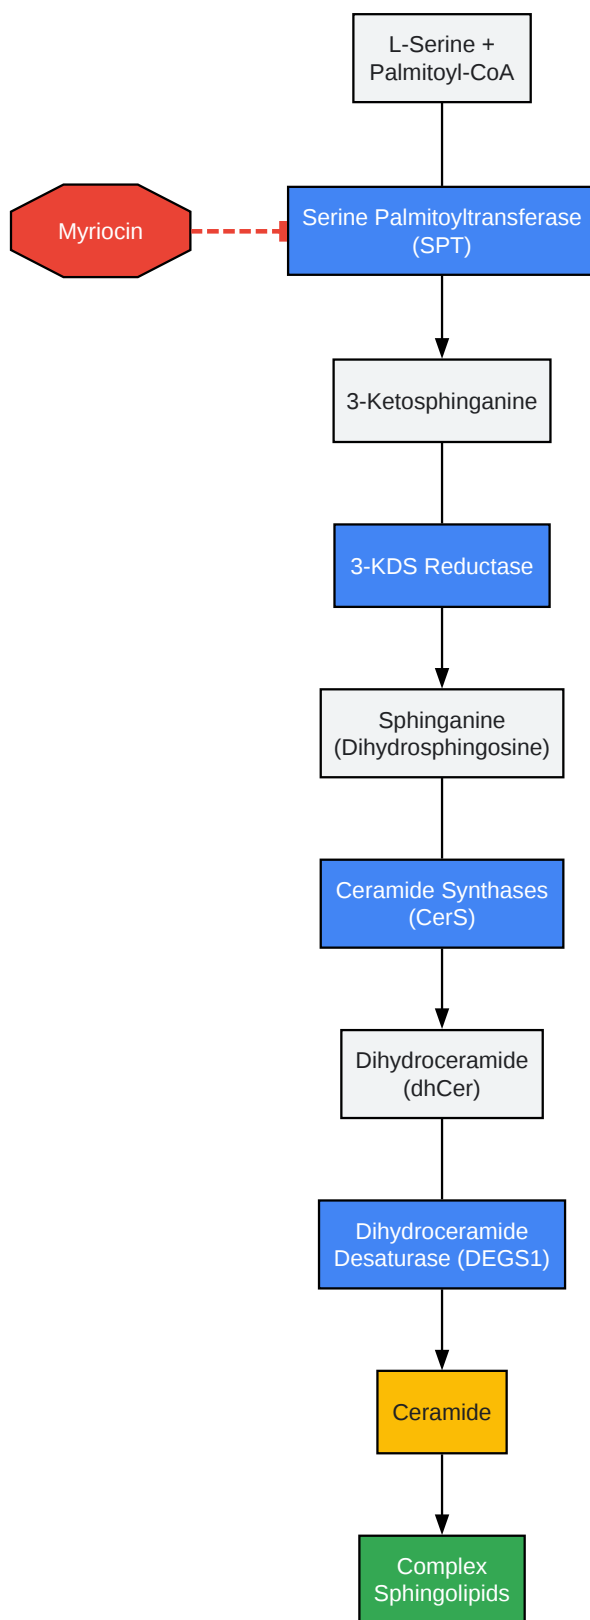 L-Serine +
Palmitoyl-CoA
Myriocin
Serine Palmitoyltransferase
(SPT)
3-Ketosphinganine
3-KDS Reductase
Sphinganine
(Dihydrosphingosine)
Ceramide Synthases
(CerS)
Dihydroceramide
(dhCer)
Dihydroceramide
Desaturase (DEGS1)
Ceramide
Complex
Sphingolipids